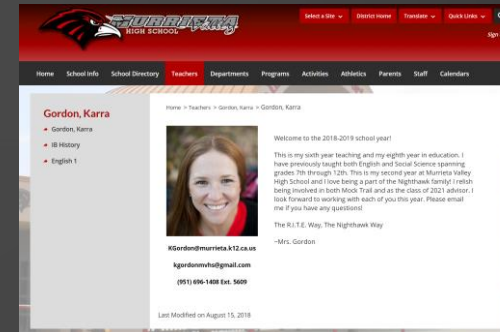 Select a Site
District Home
Translate
Quick Links
MURRIETA Valley
HIGH SCHOOL
Sign
Home School Info School Directory Teachers Departments Programs Activities Athletics Parents Staff Calendars
Gordon, Karra
Gordon, Karra
IB History
English 1
Home > Teachers > Gordon, Karra > Gordon, Karra
KGordon@murrieta.k12.ca.us
kgordonmvhs@gmail.com
(951) 696-1408 Ext. 5609
Welcome to the 2018-2019 school year!
This is my sixth year teaching and my eighth year in education. I
have previously taught both English and Social Science spanning
grades 7th through 12th. This is my second year at Murrieta Valley
High School and I love being a part of the Nighthawk family! I relish
being involved in both Mock Trail and as the class of 2021 advisor. I
look forward to working with each of you this year. Please email
me if you have any questions!
The R.I.T.E. Way, The Nighthawk Way
~Mrs. Gordon
Last Modified on August 15, 2018